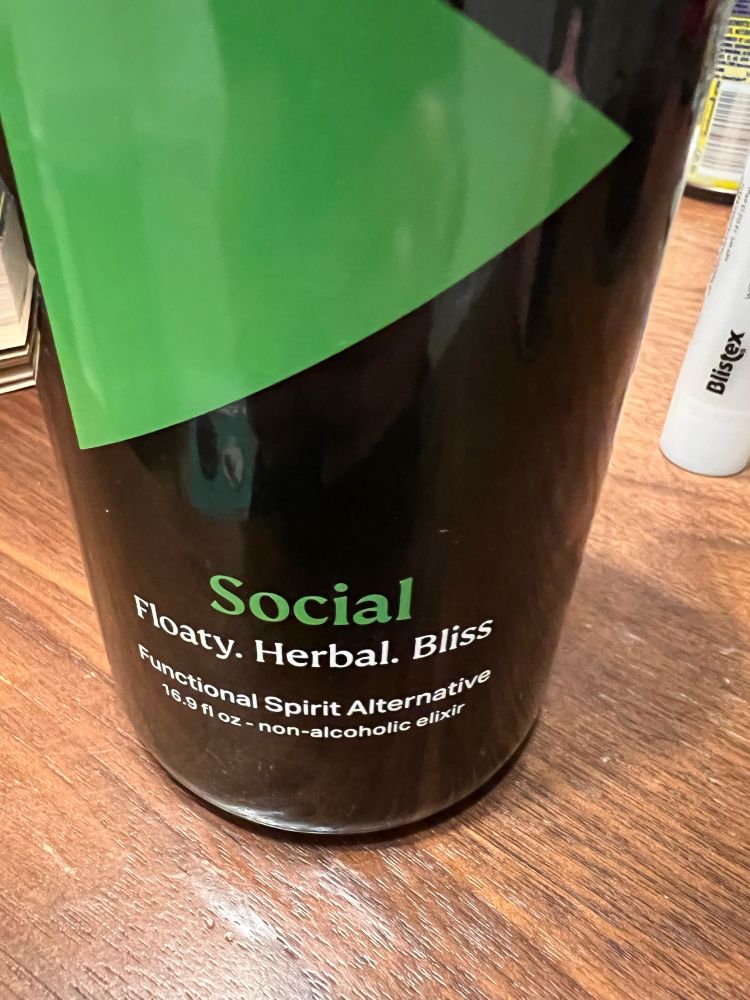 Social
Floaty. Herbal. Bliss
Functional Spirit Alternative
16.9 fl oz - non-alcoholic elixir
Blistex